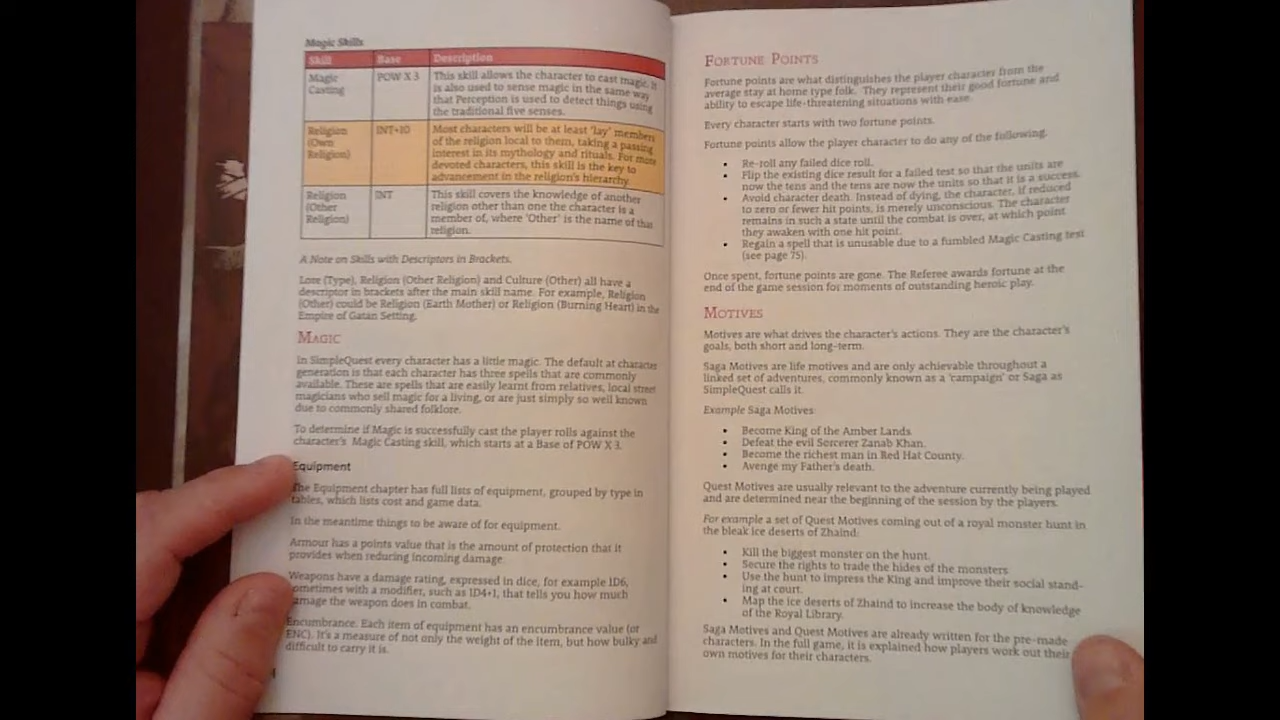 Magic Skills
Skill Base Description
Magic Casting POW X 3 This skill allows the character to cast magic. It
is also used to sense magic in the same way
that Perception is used to detect things using
the traditional five senses.
Religion (Own Religion) INT+10 Most characters will be at least 'lay' members
of the religion local to them, taking a passing
interest in its mythology and rituals. For more
devoted characters, this skill is the key to
advancement in the religion's hierarchy.
Religion (Other Religion) INT This skill covers the knowledge of another
religion other than one the character is a
member of, where 'Other' is the name of that
religion.
A Note on Skills with Descriptors in Brackets.
Lore (Type), Religion (Other Religion) and Culture (Other) all have a
descriptor in brackets after the main skill name. For example, Religion
(Other) could be Religion (Earth Mother) or Religion (Burning Heart) in the
Empire of Gatan Setting.
Magic
In SimpleQuest every character has a little magic. The default at character
generation is that each character has three spells that are commonly
available. These are spells that are easily learnt from relatives, local street
magicians who sell magic for a living, or are just simply so well known
due to commonly shared folklore.
To determine if Magic is successfully cast the player rolls against the
character's Magic Casting skill, which starts at a Base of POW X 3.
Equipment
The Equipment chapter has full lists of equipment, grouped by type in
tables, which lists cost and game data.
In the meantime things to be aware of for equipment.
Armour has a points value that is the amount of protection that it
provides when reducing incoming damage.
Weapons have a damage rating, expressed in dice, for example 1D6,
sometimes with a modifier, such as 1D4+1, that tells you how much
damage the weapon does in combat.
Encumbrance. Each item of equipment has an encumbrance value (or
ENC). It's a measure of not only the weight of the item, but how bulky and
difficult to carry it is.
Fortune Points
Fortune points are what distinguishes the player character from the
average stay at home type folk. They represent their good fortune and
ability to escape life-threatening situations with ease.
Every character starts with two fortune points.
Fortune points allow the player character to do any of the following.
• Re-roll any failed dice roll.
• Flip the existing dice result for a failed test so that the units are
now the tens and the tens are now the units so that it is a success.
• Avoid character death. Instead of dying, the character, if reduced
to zero or fewer hit points, is merely unconscious. The character
remains in such a state until the combat is over, at which point
they awaken with one hit point.
• Regain a spell that is unusable due to a fumbled Magic Casting test
(see page 75).
Once spent, fortune points are gone. The Referee awards fortune at the
end of the game session for moments of outstanding heroic play.
Motives
Motives are what drives the character's actions. They are the character's
goals, both short and long-term.
Saga Motives are life motives and are only achievable throughout a
linked set of adventures, commonly known as a 'campaign' or Saga as
SimpleQuest calls it.
Example Saga Motives:
• Become King of the Amber Lands.
• Defeat the evil Sorcerer Zanab Khan.
• Become the richest man in Red Hat County.
• Avenge my Father's death.
Quest Motives are usually relevant to the adventure currently being played
and are determined near the beginning of the session by the players.
For example a set of Quest Motives coming out of a royal monster hunt in
the bleak ice deserts of Zhaind:
• Kill the biggest monster on the hunt.
• Secure the rights to trade the hides of the monsters
• Use the hunt to impress the King and improve their social stand-
ing at court.
• Map the ice deserts of Zhaind to increase the body of knowledge
of the Royal Library.
Saga Motives and Quest Motives are already written for the pre-made
characters. In the full game, it is explained how players work out their
own motives for their characters.